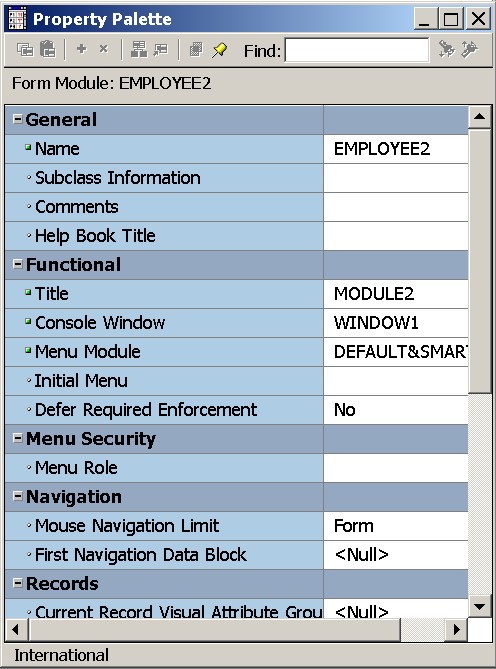 Property Palette
Find:
Form Module: EMPLOYEE2
General
Name EMPLOYEE2
Subclass Information
Comments
Help Book Title
Functional
Title MODULE2
Console Window WINDOW1
Menu Module DEFAULT&SMART
Initial Menu
Defer Required Enforcement No
Menu Security
Menu Role
Navigation
Mouse Navigation Limit Form
First Navigation Data Block <Null>
Records
Current Record Visual Attribute Grou <Null>
International